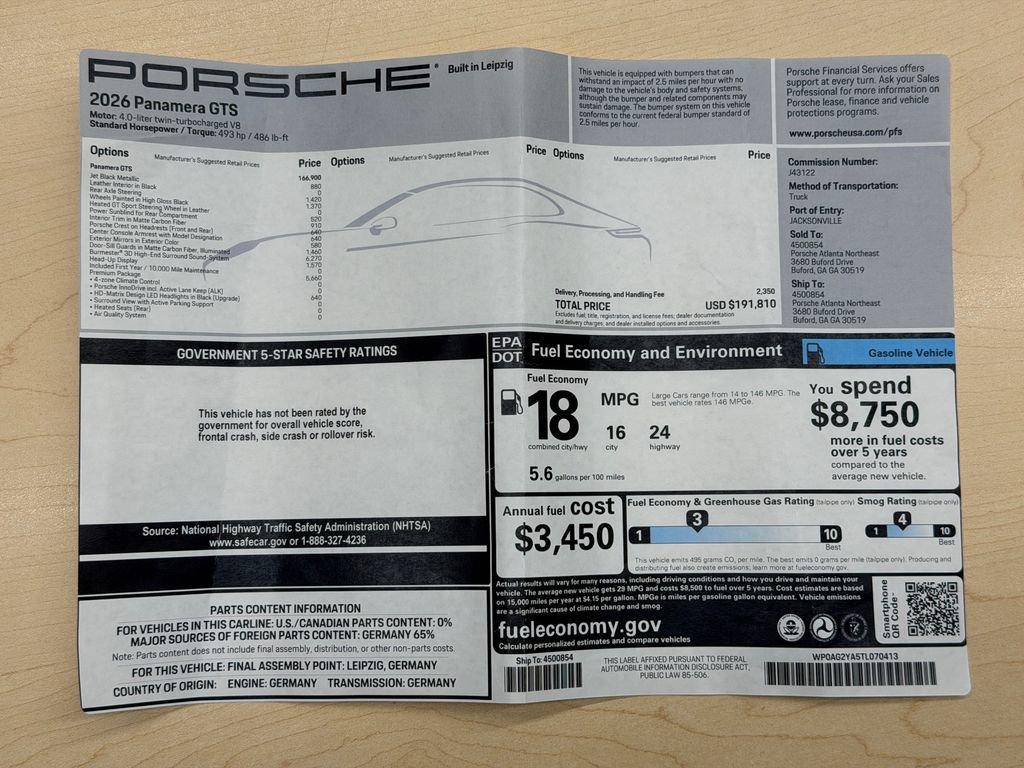 PORSCHE® Built in Leipzig
2026 Panamera GTS
Motor: 4.0-liter twin-turbocharged V8
Standard Horsepower / Torque: 493 hp / 486 lb-ft
This vehicle is equipped with bumpers that can
withstand an impact of 2.5 miles per hour with no
damage to the vehicle's body and safety systems,
although the bumper and related components may
sustain damage. The bumper system on this vehicle
conforms to the current federal bumper standard of
2.5 miles per hour.
Porsche Financial Services offers
support at every turn. Ask your Sales
Professional for more information on
Porsche lease, finance and vehicle
protections programs.
www.porscheusa.com/pfs
Options Manufacturer's Suggested Retail Prices Price
Panamera GTS 166,900
Jet Black Metallic 880
Leather Interior in Black 0
Rear Axle Steering 1,420
Wheels Painted in High Gloss Black 1,370
Heated GT Sport Steering Wheel in Leather 0
Power Sunblind for Rear Compartment 520
Interior Trim in Matte Carbon Fiber 910
Porsche Crest on Headrests (Front and Rear) 640
Center Console Armrest with Model Designation 640
Exterior Mirrors in Exterior Color 580
Door-Sill Guards in Matte Carbon Fiber, Illuminated 1,460
Burmester® 3D High-End Surround Sound-System 6,270
Head-Up Display 1,570
Included First Year / 10,000 Mile Maintenance 0
Premium Package 5,660
• 4-zone Climate Control 0
• Porsche InnoDrive incl. Active Lane Keep (ALK) 0
• HD-Matrix Design LED Headlights in Black (Upgrade) 640
• Surround View with Active Parking Support 0
• Heated Seats (Rear) 0
• Air Quality System 0
Options Manufacturer's Suggested Retail Prices Price
Options Manufacturer's Suggested Retail Prices Price
Delivery, Processing, and Handling Fee 2,350
TOTAL PRICE USD $191,810
Excludes fuel, title, registration, and license fees; dealer documentation
and delivery charges; and dealer installed options and accessories.
Commission Number:
J43122
Method of Transportation:
Truck
Port of Entry:
JACKSONVILLE
Sold To:
4500854
Porsche Atlanta Northeast
3680 Buford Drive
Buford, GA GA 30519
Ship To:
4500854
Porsche Atlanta Northeast
3680 Buford Drive
Buford, GA GA 30519
GOVERNMENT 5-STAR SAFETY RATINGS
This vehicle has not been rated by the
government for overall vehicle score,
frontal crash, side crash or rollover risk.
Source: National Highway Traffic Safety Administration (NHTSA)
www.safecar.gov or 1-888-327-4236
PARTS CONTENT INFORMATION
FOR VEHICLES IN THIS CARLINE: U.S./CANADIAN PARTS CONTENT: 0%
MAJOR SOURCES OF FOREIGN PARTS CONTENT: GERMANY 65%
Note: Parts content does not include final assembly, distribution, or other non-parts costs.
FOR THIS VEHICLE: FINAL ASSEMBLY POINT: LEIPZIG, GERMANY
COUNTRY OF ORIGIN: ENGINE: GERMANY TRANSMISSION: GERMANY
EPA
DOT
Fuel Economy and Environment
Gasoline Vehicle
Fuel Economy
18 MPG
combined city/hwy
16
city
24
highway
5.6 gallons per 100 miles
Large Cars range from 14 to 146 MPG. The
best vehicle rates 146 MPGe.
You spend
$8,750
more in fuel costs
over 5 years
compared to the
average new vehicle.
Annual fuel cost
$3,450
Fuel Economy & Greenhouse Gas Rating (tailpipe only)
1 3 10
Best
Smog Rating (tailpipe only)
1 4 10
Best
This vehicle emits 495 grams CO₂ per mile. The best emits 0 grams per mile (tailpipe only). Producing and
distributing fuel also create emissions; learn more at fueleconomy.gov.
Actual results will vary for many reasons, including driving conditions and how you drive and maintain your
vehicle. The average new vehicle gets 29 MPG and costs $8,500 to fuel over 5 years. Cost estimates are based
on 15,000 miles per year at $4.15 per gallon. MPGe is miles per gasoline gallon equivalent. Vehicle emissions
are a significant cause of climate change and smog.
fueleconomy.gov
Calculate personalized estimates and compare vehicles
Smartphone
QR Code™
Ship To: 4500854
THIS LABEL AFFIXED PURSUANT TO FEDERAL
AUTOMOBILE INFORMATION DISCLOSURE ACT,
PUBLIC LAW 85-506.
WP0AG2YA5TL070413